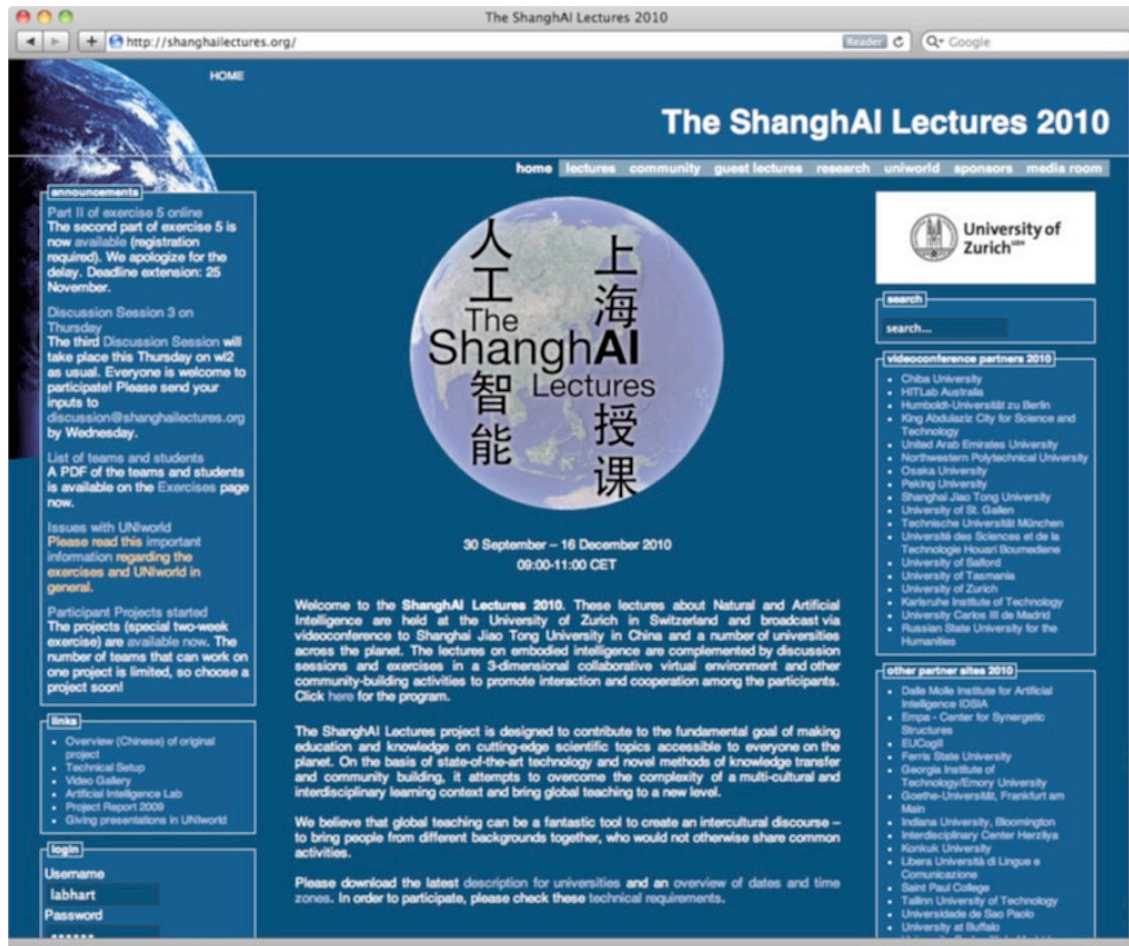 The ShanghAI Lectures 2010
http://shanghailectures.org/
Reader
Google
HOME
The ShanghAI Lectures 2010
home lectures community guest lectures research uniworld sponsors media room
announcements
Part II of exercise 5 online
The second part of exercise 5 is
now available (registration
required). We apologize for the
delay. Deadline extension: 25
November.
Discussion Session 3 on
Thursday
The third Discussion Session will
take place this Thursday on wl2
as usual. Everyone is welcome to
participate! Please send your
inputs to
discussion@shanghailectures.org
by Wednesday.
List of teams and students
A PDF of the teams and students
is available on the Exercises page
now.
Issues with UNIworld
Please read this important
information regarding the
exercises and UNIworld in
general.
Participant Projects started
The projects (special two-week
exercise) are available now. The
number of teams that can work on
one project is limited, so choose a
project soon!
links
Overview (Chinese) of original
project
Technical Setup
Video Gallery
Artificial Intelligence Lab
Project Report 2009
Giving presentations in UNIworld
login
Username
labhart
Password
人工智能
上海授课
The
ShanghAI
Lectures
30 September – 16 December 2010
09:00-11:00 CET
Welcome to the ShanghAI Lectures 2010. These lectures about Natural and Artificial
Intelligence are held at the University of Zurich in Switzerland and broadcast via
videoconference to Shanghai Jiao Tong University in China and a number of universities
across the planet. The lectures on embodied intelligence are complemented by discussion
sessions and exercises in a 3-dimensional collaborative virtual environment and other
community-building activities to promote interaction and cooperation among the participants.
Click here for the program.
The ShanghAI Lectures project is designed to contribute to the fundamental goal of making
education and knowledge on cutting-edge scientific topics accessible to everyone on the
planet. On the basis of state-of-the-art technology and novel methods of knowledge transfer
and community building, it attempts to overcome the complexity of a multi-cultural and
interdisciplinary learning context and bring global teaching to a new level.
We believe that global teaching can be a fantastic tool to create an intercultural discourse –
to bring people from different backgrounds together, who would not otherwise share common
activities.
Please download the latest description for universities and an overview of dates and time
zones. In order to participate, please check these technical requirements.
University of
Zurich UZH
search
search...
videoconference partners 2010
Chiba University
HITLab Australia
Humboldt-Universität zu Berlin
King Abdulaziz City for Science and
Technology
United Arab Emirates University
Northwestern Polytechnical University
Osaka University
Peking University
Shanghai Jiao Tong University
University of St. Gallen
Technische Universität München
Université des Sciences et de la
Technologie Houari Boumediene
University of Salford
University of Tasmania
University of Zurich
Karlsruhe Institute of Technology
University Carlos III de Madrid
Russian State University for the
Humanities
other partner sites 2010
Dalle Molle Institute for Artificial
Intelligence IDSIA
Empa - Center for Synergetic
Structures
EUCogII
Ferris State University
Georgia Institute of
Technology/Emory University
Goethe-Universität, Frankfurt am
Main
Indiana University, Bloomington
Interdisciplinary Center Herzliya
Konkuk University
Libera Università di Lingue e
Comunicazione
Saint Paul College
Tallinn University of Technology
Universidade de Sao Paolo
University at Buffalo